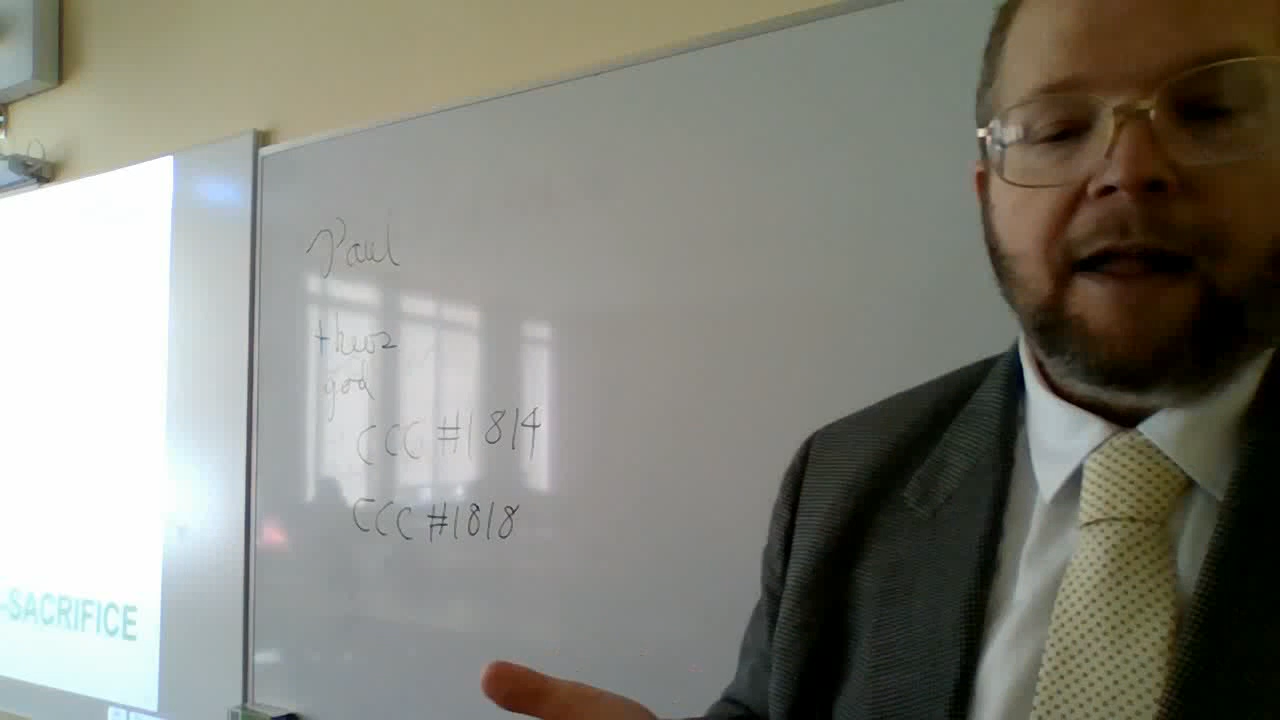 Paul
theos
god
CCC #1814
CCC #1818
-SACRIFICE